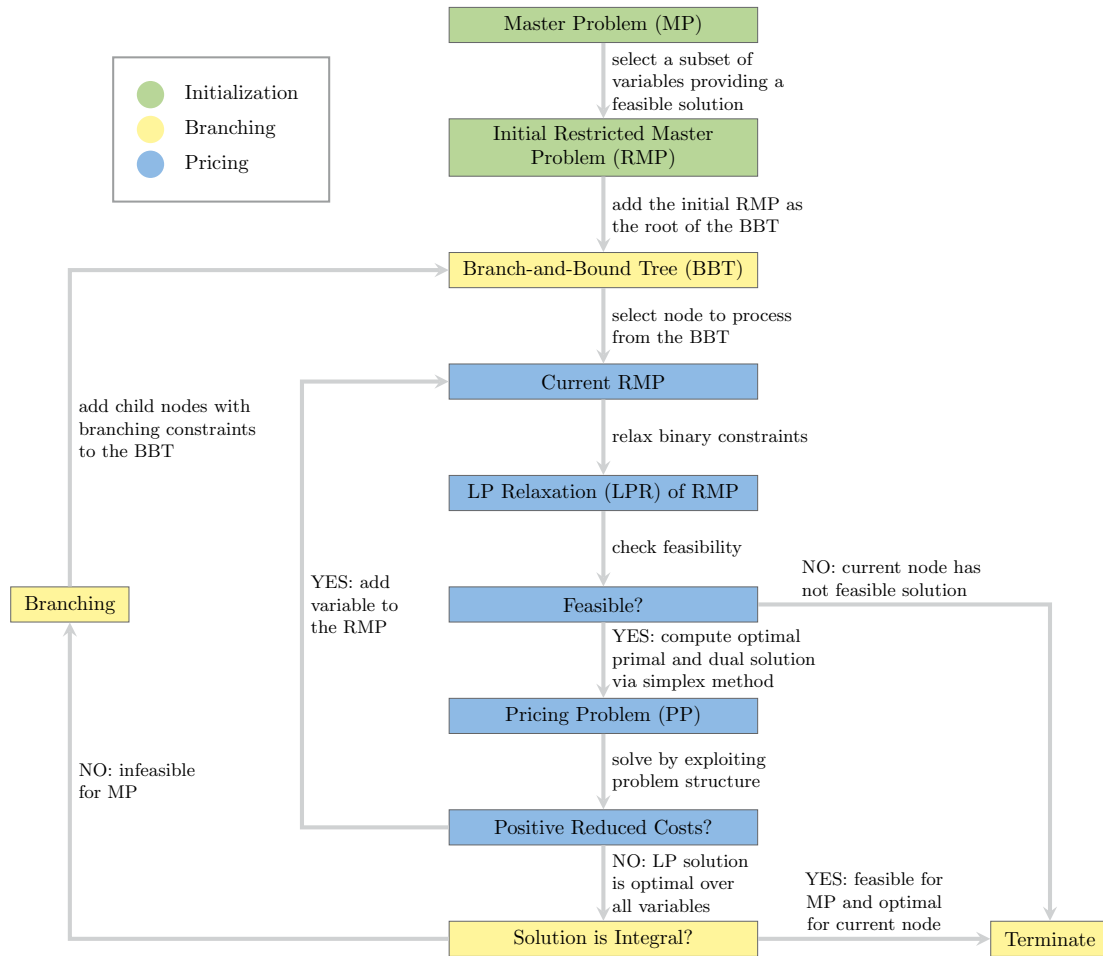 Master Problem (MP)
select a subset of
variables providing a
feasible solution
Initialization
Branching
Pricing
Initial Restricted Master
Problem (RMP)
add the initial RMP as
the root of the BBT
Branch-and-Bound Tree (BBT)
select node to process
from the BBT
Current RMP
add child nodes with
branching constraints
to the BBT
relax binary constraints
LP Relaxation (LPR) of RMP
check feasibility
NO: current node has
not feasible solution
YES: add
variable to
the RMP
Branching
Feasible?
YES: compute optimal
primal and dual solution
via simplex method
Pricing Problem (PP)
solve by exploiting
problem structure
NO: infeasible
for MP
Positive Reduced Costs?
NO: LP solution
is optimal over
all variables
YES: feasible for
MP and optimal
for current node
Solution is Integral?
Terminate